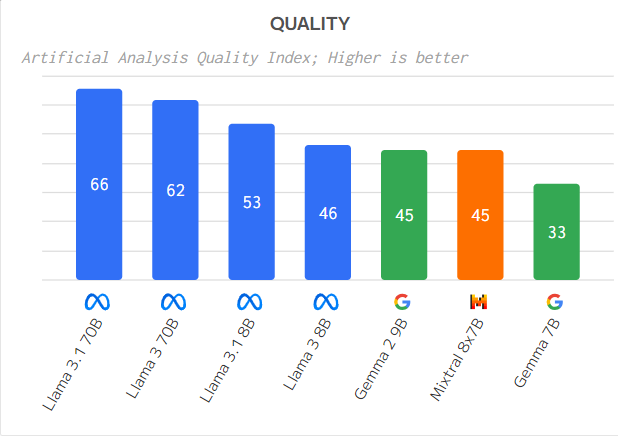 QUALITY
Artificial Analysis Quality Index; Higher is better
66
62
53
46
45
45
33
Llama 3.1 70B
Llama 3 70B
Llama 3.1 8B
Llama 3 8B
Gemma 2 9B
Mixtral 8x7B
Gemma 7B